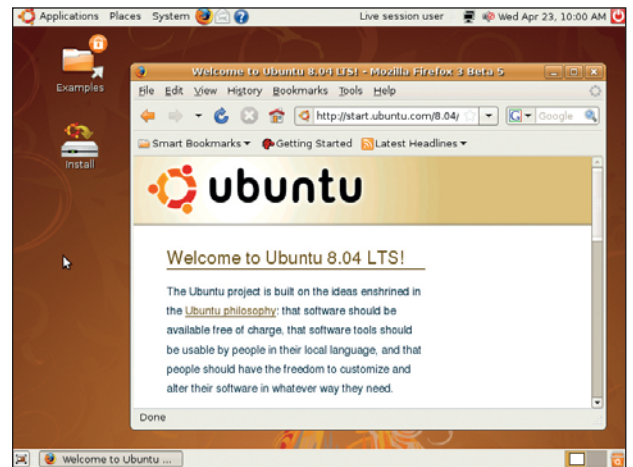 Applications Places System Live session user Wed Apr 23, 10:00 AM
Examples
Install
Welcome to Ubuntu 8.04 LTS! - Mozilla Firefox 3 Beta 5
File Edit View History Bookmarks Tools Help
http://start.ubuntu.com/8.04/ G Google
Smart Bookmarks Getting Started Latest Headlines
ubuntu
Welcome to Ubuntu 8.04 LTS!
The Ubuntu project is built on the ideas enshrined in
the Ubuntu philosophy: that software should be
available free of charge, that software tools should
be usable by people in their local language, and that
people should have the freedom to customize and
alter their software in whatever way they need.
Done
Welcome to Ubuntu ...